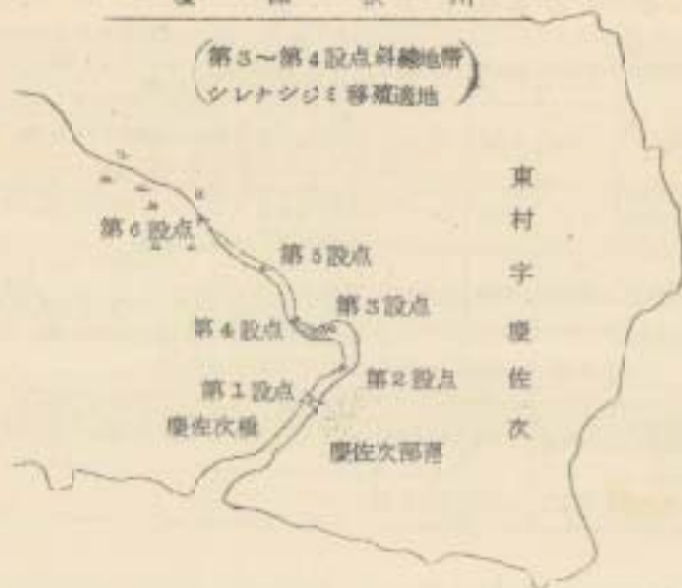 川
(第3～第4設点斜線地帯
シレナシジミ移殖適地)
東村字慶佐次
第6設点
第5設点
第3設点
第4設点
第2設点
第1設点
慶佐次橋
慶佐次部落